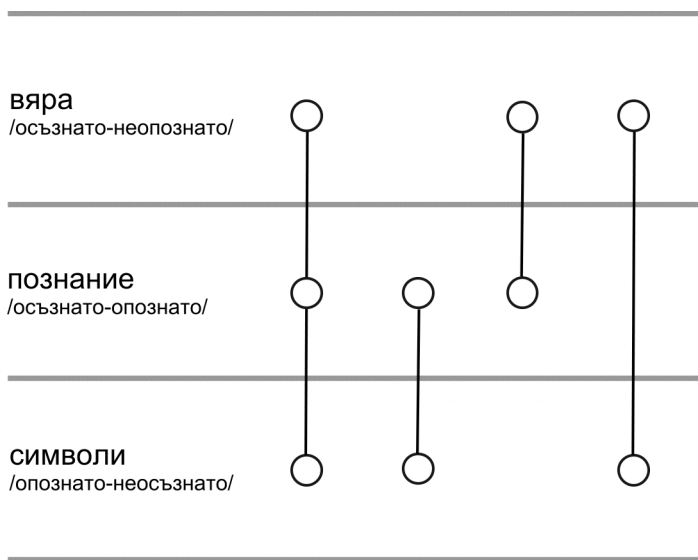 вяра
/осъзнато-неопознато/
познание
/осъзнато-опознато/
символи
/опознато-неосъзнато/